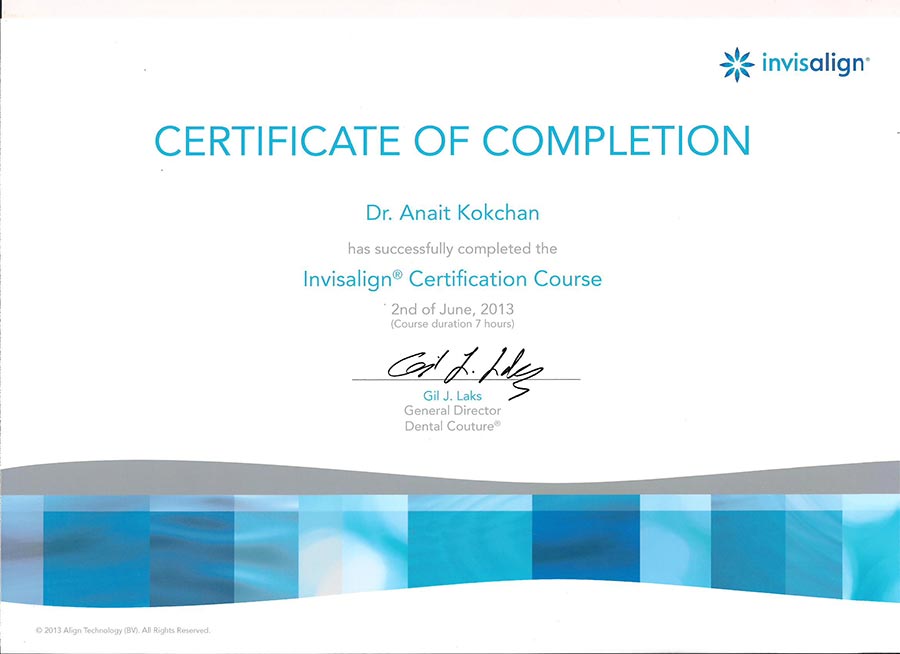 invisalign®
CERTIFICATE OF COMPLETION
Dr. Anait Kokchan
has successfully completed the
Invisalign® Certification Course
2nd of June, 2013
(Course duration 7 hours)
Gil J. Laks
Gil J. Laks
General Director
Dental Couture®
© 2013 Align Technology (BV). All Rights Reserved.